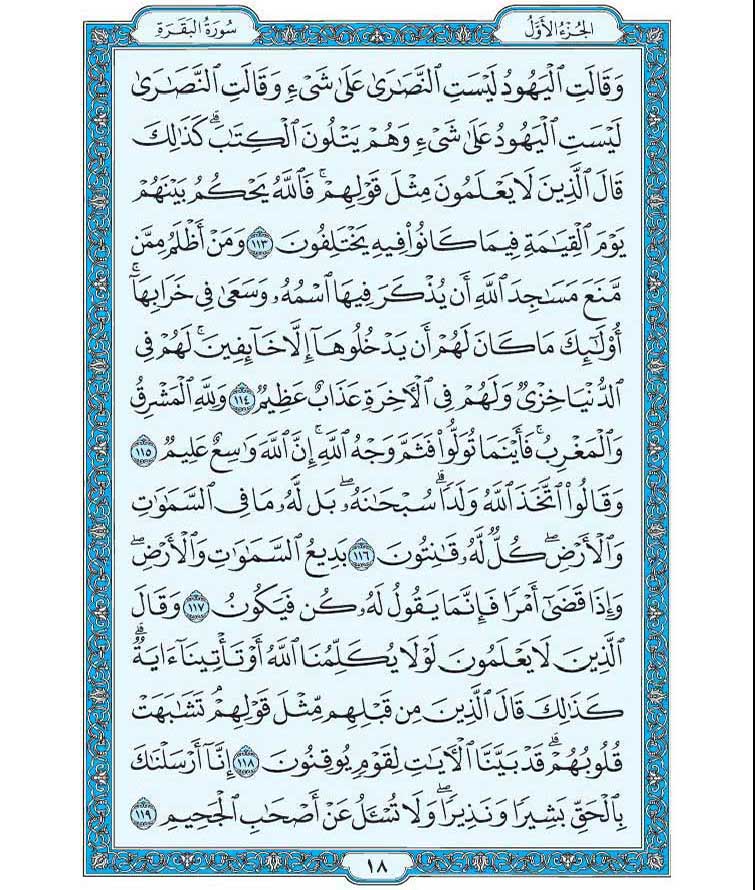 الجُزْءُ الأَوَّلُ
سُورَةُ البَقَرَةِ
وَقَالَتِ ٱلْيَهُودُ لَيْسَتِ ٱلنَّصَٰرَىٰ عَلَىٰ شَىْءٍ وَقَالَتِ ٱلنَّصَٰرَىٰ
لَيْسَتِ ٱلْيَهُودُ عَلَىٰ شَىْءٍ وَهُمْ يَتْلُونَ ٱلْكِتَٰبَ ۗ كَذَٰلِكَ
قَالَ ٱلَّذِينَ لَا يَعْلَمُونَ مِثْلَ قَوْلِهِمْ ۚ فَٱللَّهُ يَحْكُمُ بَيْنَهُمْ
يَوْمَ ٱلْقِيَٰمَةِ فِيمَا كَانُوا۟ فِيهِ يَخْتَلِفُونَ ١١٣ وَمَنْ أَظْلَمُ مِمَّن
مَّنَعَ مَسَٰجِدَ ٱللَّهِ أَن يُذْكَرَ فِيهَا ٱسْمُهُۥ وَسَعَىٰ فِى خَرَابِهَآ ۚ
أُو۟لَٰٓئِكَ مَا كَانَ لَهُمْ أَن يَدْخُلُوهَآ إِلَّا خَآئِفِينَ ۚ لَهُمْ فِى
ٱلدُّنْيَا خِزْىٌ وَلَهُمْ فِى ٱلْءَاخِرَةِ عَذَابٌ عَظِيمٌ ١١٤ وَلِلَّهِ ٱلْمَشْرِقُ
وَٱلْمَغْرِبُ ۚ فَأَيْنَمَا تُوَلُّوا۟ فَثَمَّ وَجْهُ ٱللَّهِ ۚ إِنَّ ٱللَّهَ وَٰسِعٌ عَلِيمٌ ١١٥
وَقَالُوا۟ ٱتَّخَذَ ٱللَّهُ وَلَدًا ۗ سُبْحَٰنَهُۥ ۖ بَل لَّهُۥ مَا فِى ٱلسَّمَٰوَٰتِ
وَٱلْأَرْضِ ۖ كُلٌّ لَّهُۥ قَٰنِتُونَ ١١٦ بَدِيعُ ٱلسَّمَٰوَٰتِ وَٱلْأَرْضِ ۖ
وَإِذَا قَضَىٰٓ أَمْرًا فَإِنَّمَا يَقُولُ لَهُۥ كُن فَيَكُونُ ١١٧ وَقَالَ
ٱلَّذِينَ لَا يَعْلَمُونَ لَوْلَا يُكَلِّمُنَا ٱللَّهُ أَوْ تَأْتِينَآ ءَايَةٌ ۗ
كَذَٰلِكَ قَالَ ٱلَّذِينَ مِن قَبْلِهِم مِّثْلَ قَوْلِهِمْ ۘ تَشَٰبَهَتْ
قُلُوبُهُمْ ۗ قَدْ بَيَّنَّا ٱلْءَايَٰتِ لِقَوْمٍ يُوقِنُونَ ١١٨ إِنَّآ أَرْسَلْنَٰكَ
بِٱلْحَقِّ بَشِيرًا وَنَذِيرًا ۖ وَلَا تُسْـَٔلُ عَنْ أَصْحَٰبِ ٱلْجَحِيمِ ١١٩
١٨